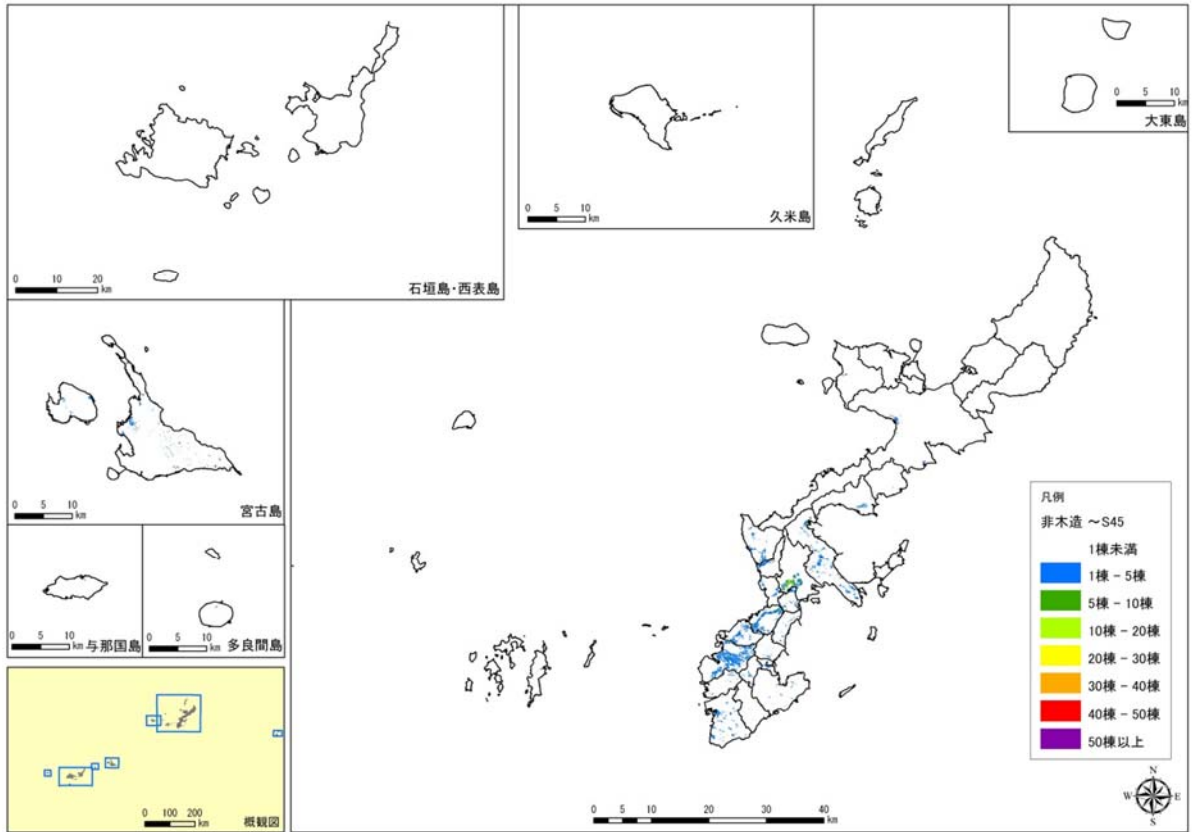 0 10 20
km
石垣島・西表島
0 5 10
km
久米島
0 5 10
km
大東島
0 5 10
km
宮古島
0 5 10
km
与那国島
0 5 10
km
多良間島
0 100 200
km
概観図
凡例
非木造 ～S45
1棟未満
1棟 - 5棟
5棟 - 10棟
10棟 - 20棟
20棟 - 30棟
30棟 - 40棟
40棟 - 50棟
50棟以上
N
W E
S
0 5 10 20 30 40
km